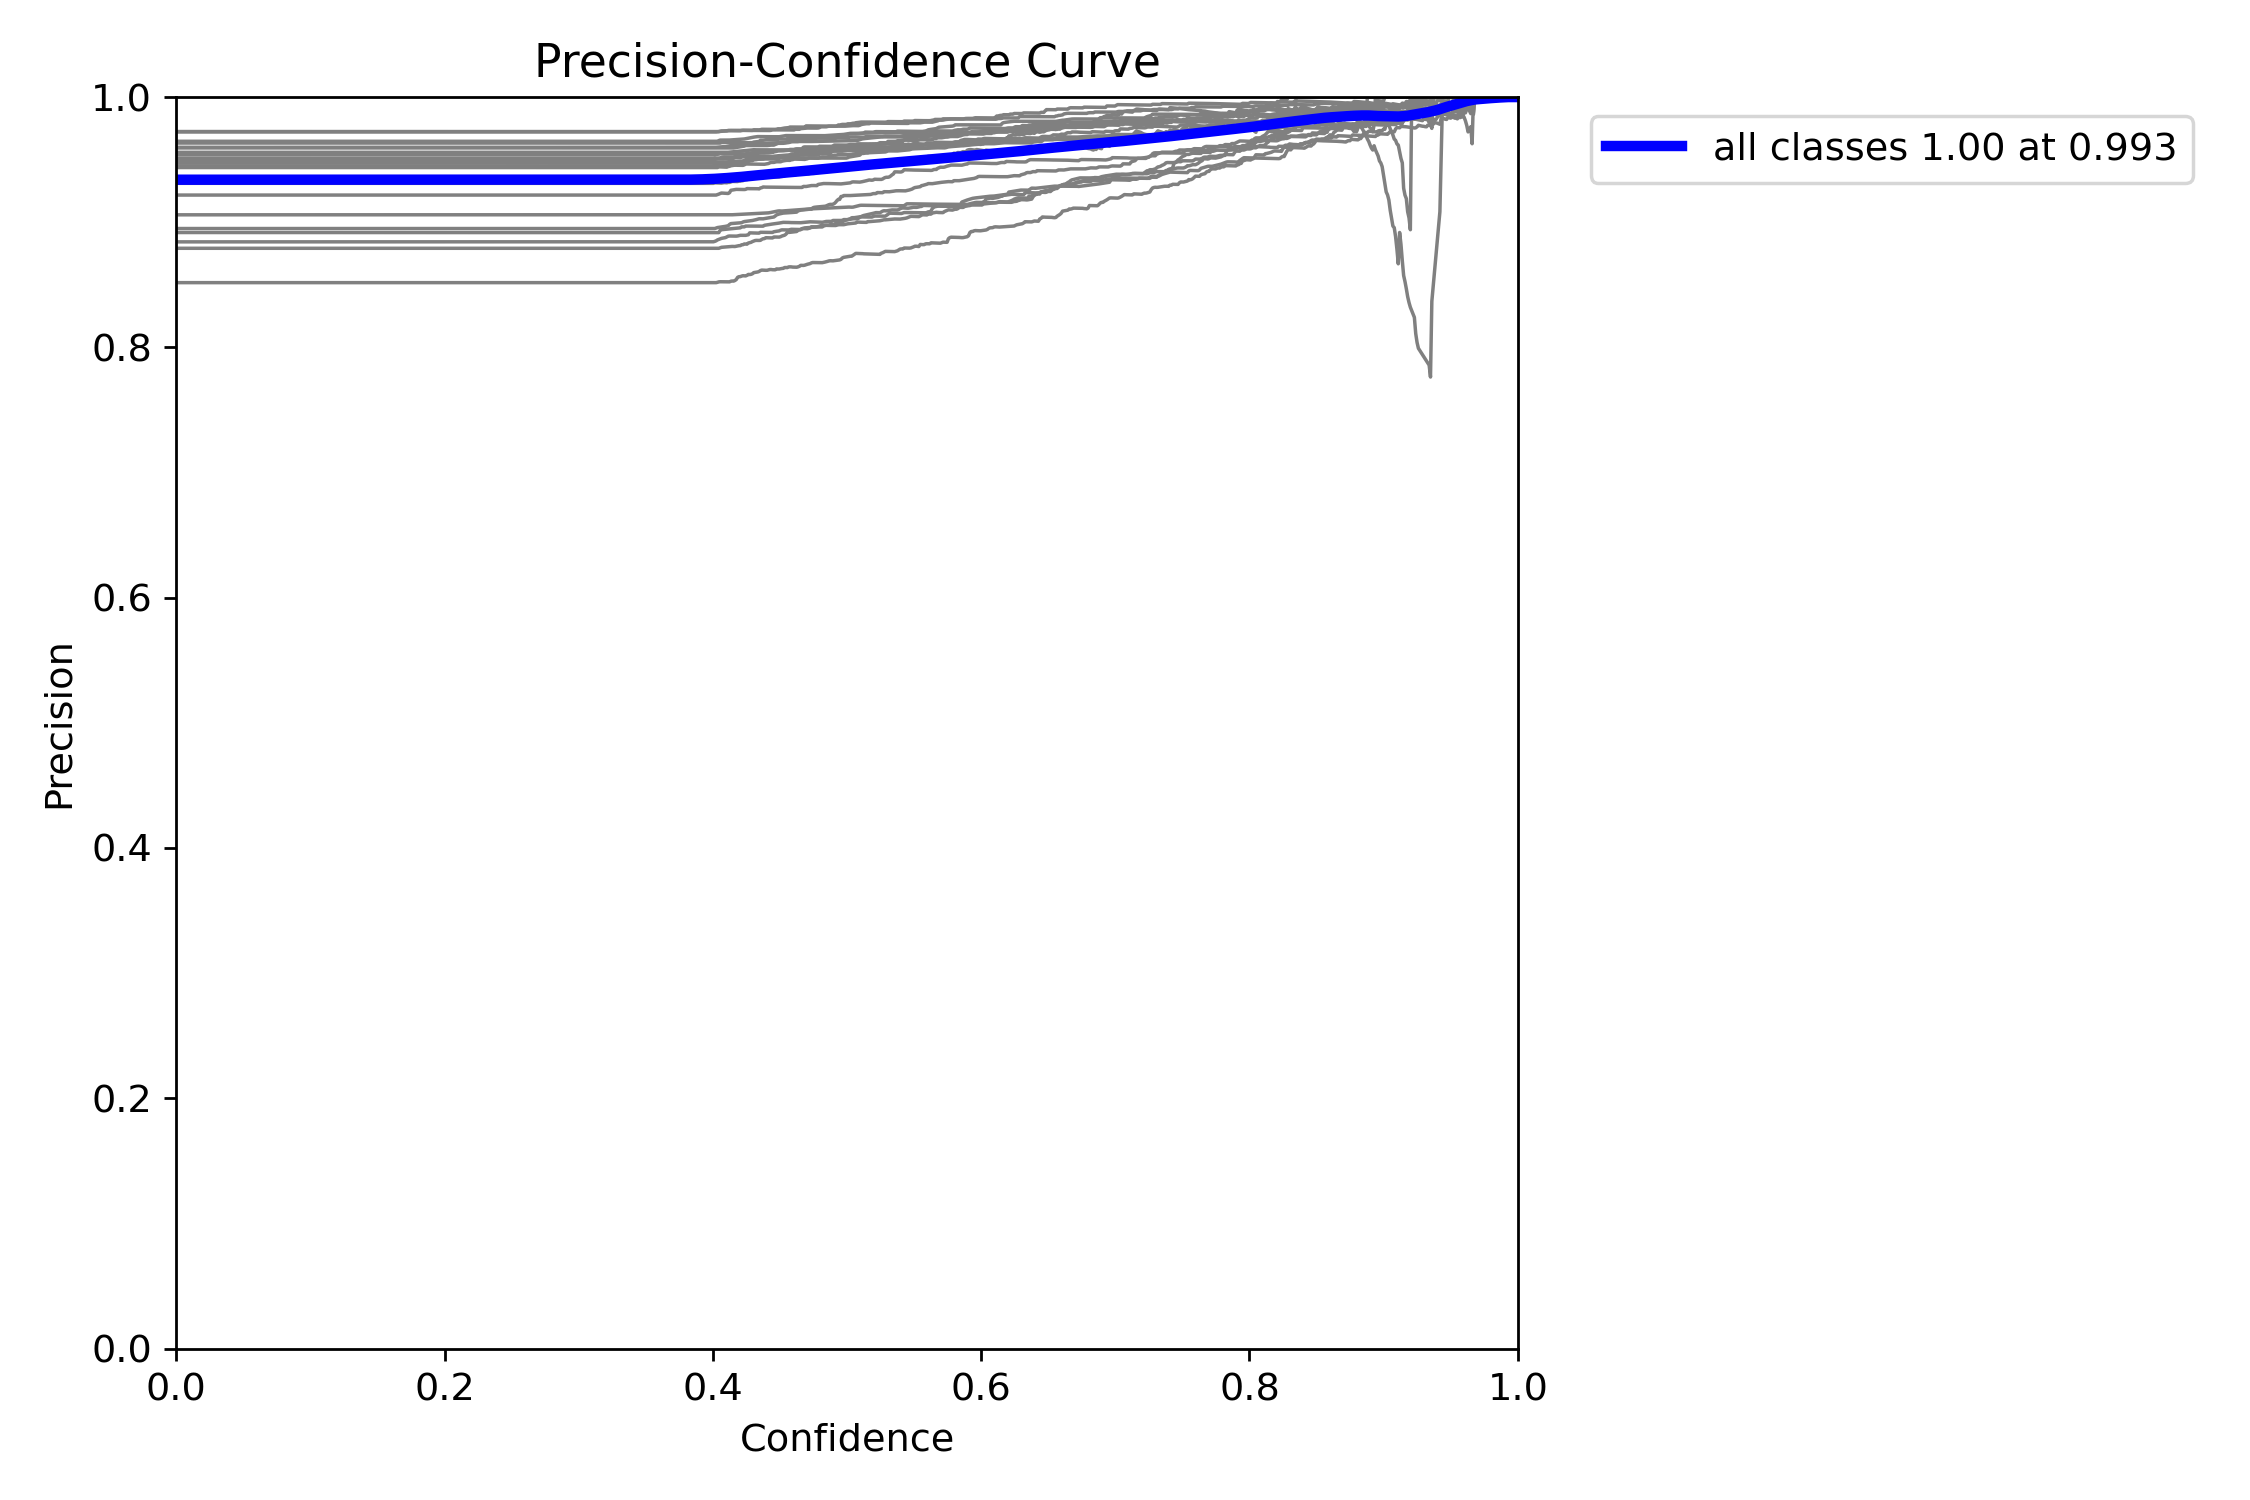 Precision-Confidence Curve
1.0
0.8
0.6
0.4
0.2
0.0
Precision
0.0 0.2 0.4 0.6 0.8 1.0
Confidence
all classes 1.00 at 0.993